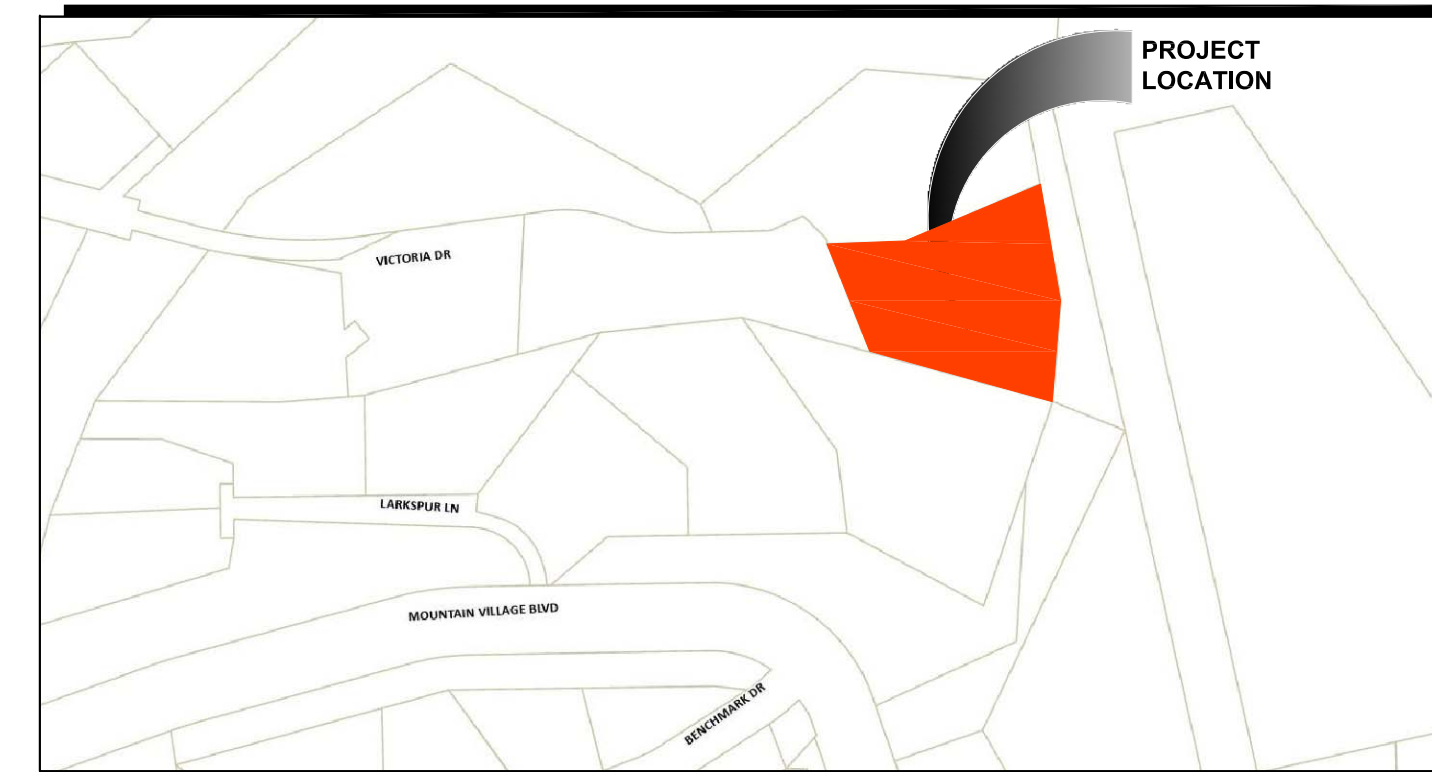 PROJECT
LOCATION
VICTORIA DR
LARKSPUR LN
MOUNTAIN VILLAGE BLVD
BENCHMARK DR